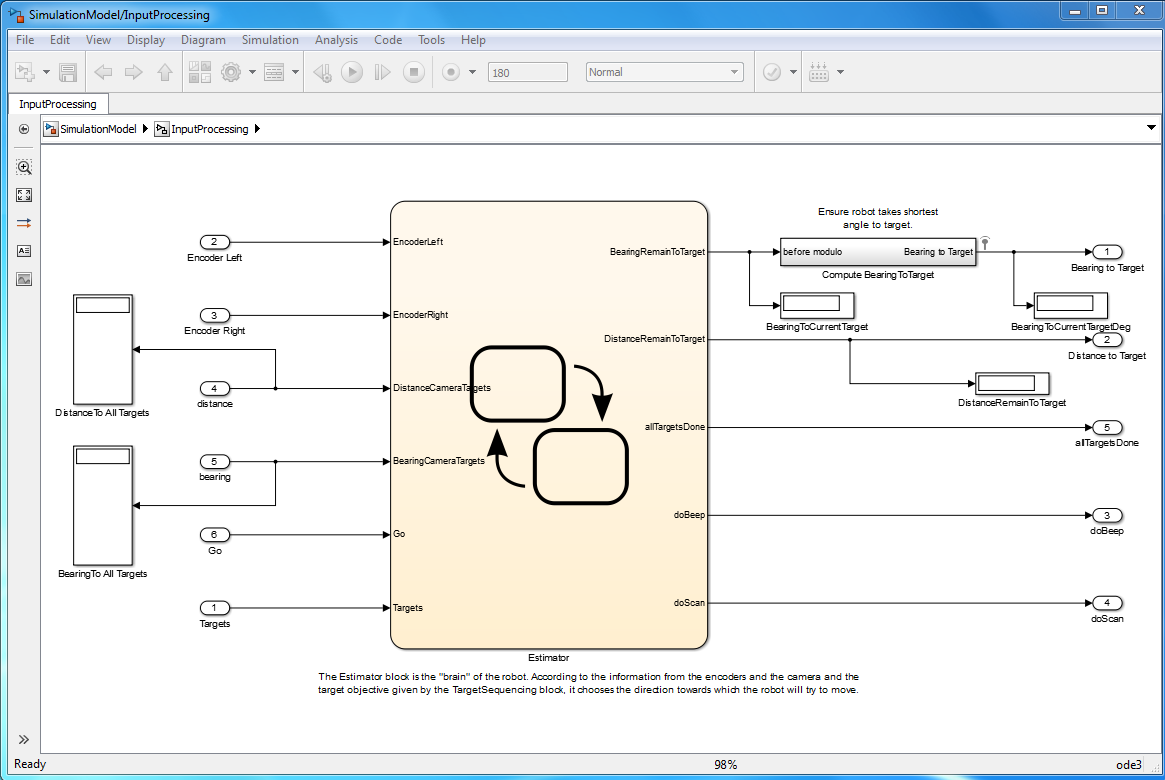 SimulationModel/InputProcessing
File Edit View Display Diagram Simulation Analysis Code Tools Help
180 Normal
InputProcessing
SimulationModel InputProcessing
Ensure robot takes shortest
angle to target.
2 EncoderLeft
Encoder Left
BearingRemainToTarget before modulo Bearing to Target 1
Compute BearingToTarget Bearing to Target
3 EncoderRight
Encoder Right
BearingToCurrentTarget BearingToCurrentTargetDeg
DistanceRemainToTarget 2
Distance to Target
4 DistanceCameraTargets
distance
DistanceRemainToTarget
DistanceTo All Targets
allTargetsDone 5
allTargetsDone
5 BearingCameraTargets
bearing
doBeep 3
doBeep
6 Go
Go
BearingTo All Targets
doScan 4
doScan
1 Targets
Targets
Estimator
The Estimator block is the "brain" of the robot. According to the information from the encoders and the camera and the
target objective given by the TargetSequencing block, it chooses the direction towards which the robot will try to move.
Ready 98% ode3